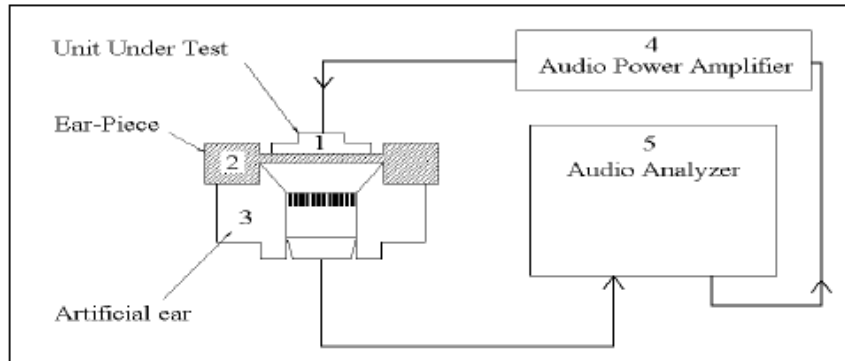 Unit Under Test
4
Audio Power Amplifier
Ear-Piece
1
2
5
Audio Analyzer
3
Artificial ear